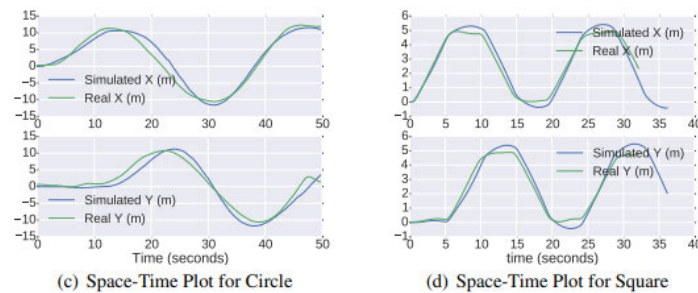 15
10
5
0
−5
−10
−15
Simulated X (m)
Real X (m)
0 10 20 30 40 50
15
10
5
0
−5
−10
−15
Simulated Y (m)
Real Y (m)
0 10 20 30 40 50
Time (seconds)
(c) Space-Time Plot for Circle
6
5
4
3
2
1
0
−1
Simulated X (m)
Real X (m)
0 5 10 15 20 25 30 35 40
6
5
4
3
2
1
0
−1
Simulated Y (m)
Real Y (m)
0 5 10 15 20 25 30 35 40
time (seconds)
(d) Space-Time Plot for Square